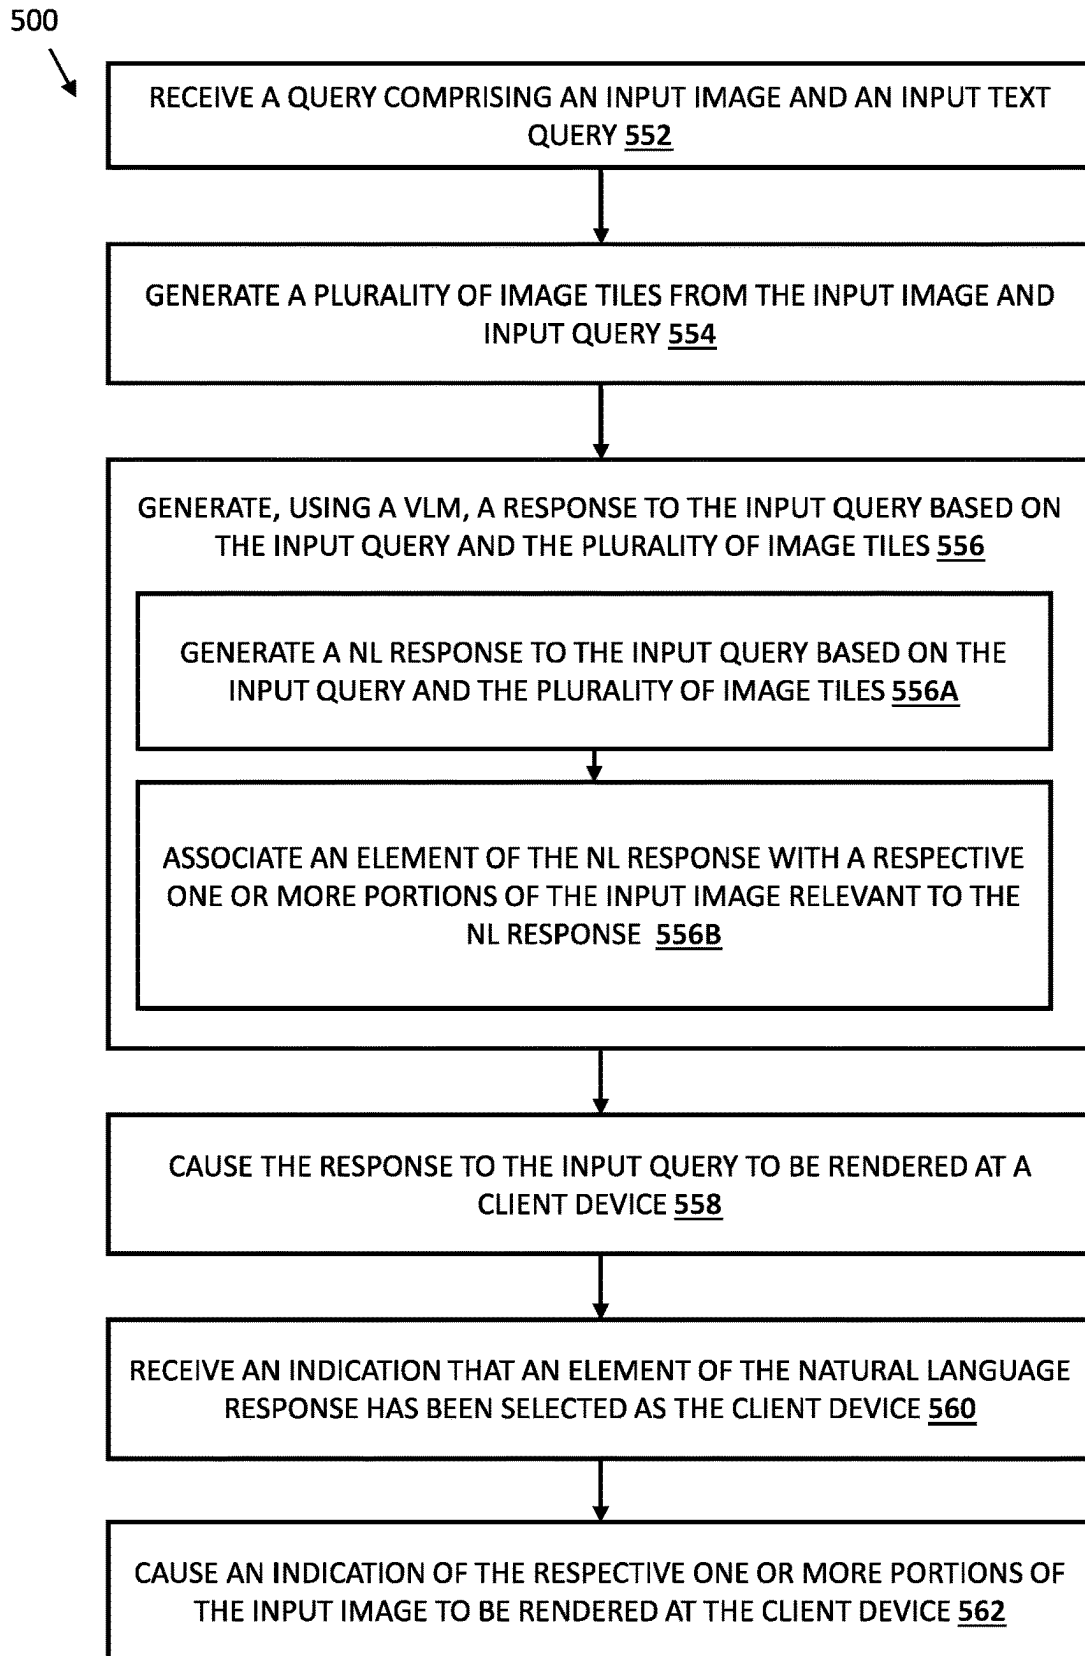 500
RECEIVE A QUERY COMPRISING AN INPUT IMAGE AND AN INPUT TEXT
QUERY 552
GENERATE A PLURALITY OF IMAGE TILES FROM THE INPUT IMAGE AND
INPUT QUERY 554
GENERATE, USING A VLM, A RESPONSE TO THE INPUT QUERY BASED ON
THE INPUT QUERY AND THE PLURALITY OF IMAGE TILES 556
GENERATE A NL RESPONSE TO THE INPUT QUERY BASED ON THE
INPUT QUERY AND THE PLURALITY OF IMAGE TILES 556A
ASSOCIATE AN ELEMENT OF THE NL RESPONSE WITH A RESPECTIVE
ONE OR MORE PORTIONS OF THE INPUT IMAGE RELEVANT TO THE
NL RESPONSE 556B
CAUSE THE RESPONSE TO THE INPUT QUERY TO BE RENDERED AT A
CLIENT DEVICE 558
RECEIVE AN INDICATION THAT AN ELEMENT OF THE NATURAL LANGUAGE
RESPONSE HAS BEEN SELECTED AS THE CLIENT DEVICE 560
CAUSE AN INDICATION OF THE RESPECTIVE ONE OR MORE PORTIONS OF
THE INPUT IMAGE TO BE RENDERED AT THE CLIENT DEVICE 562